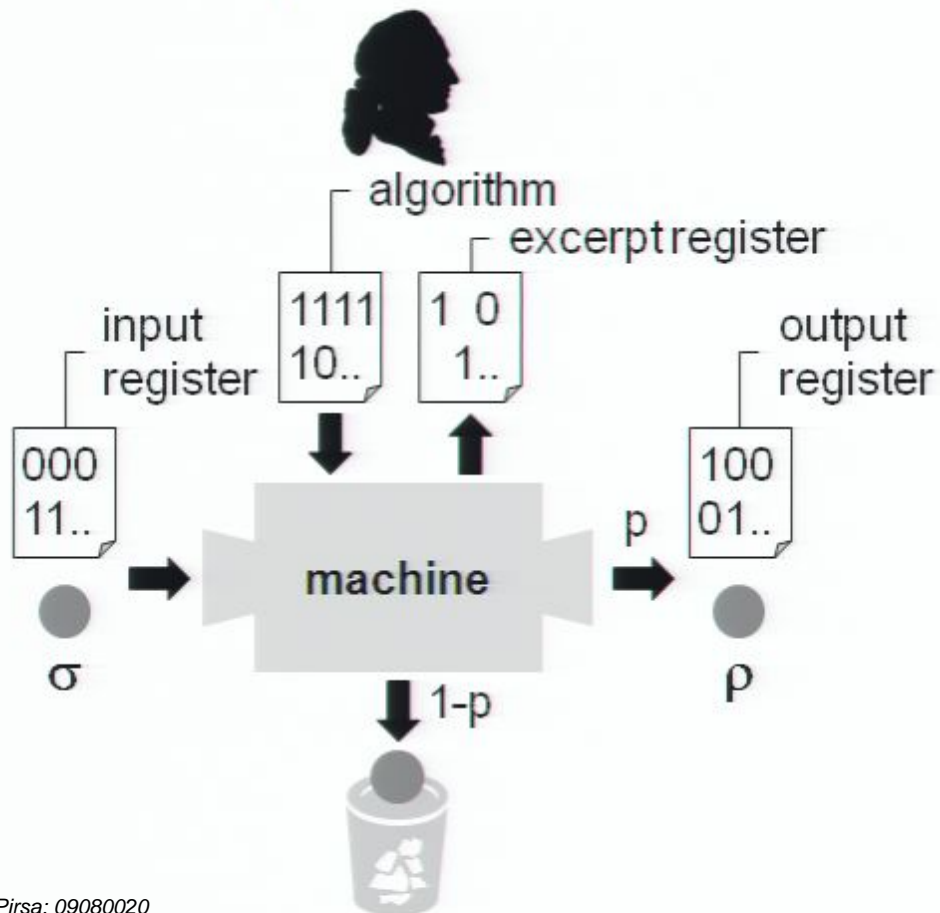 algorithm
excerpt register
1111
10..
1 0
1..
input
register
output
register
000
11..
100
01..
p
machine
σ
ρ
1-p
Pirsa: 09080020